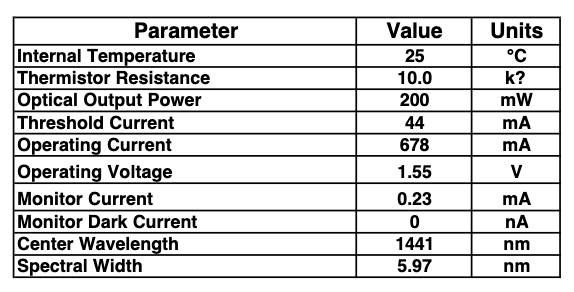 Parameter Value Units
Internal Temperature 25 °C
Thermistor Resistance 10.0 k?
Optical Output Power 200 mW
Threshold Current 44 mA
Operating Current 678 mA
Operating Voltage 1.55 V
Monitor Current 0.23 mA
Monitor Dark Current 0 nA
Center Wavelength 1441 nm
Spectral Width 5.97 nm